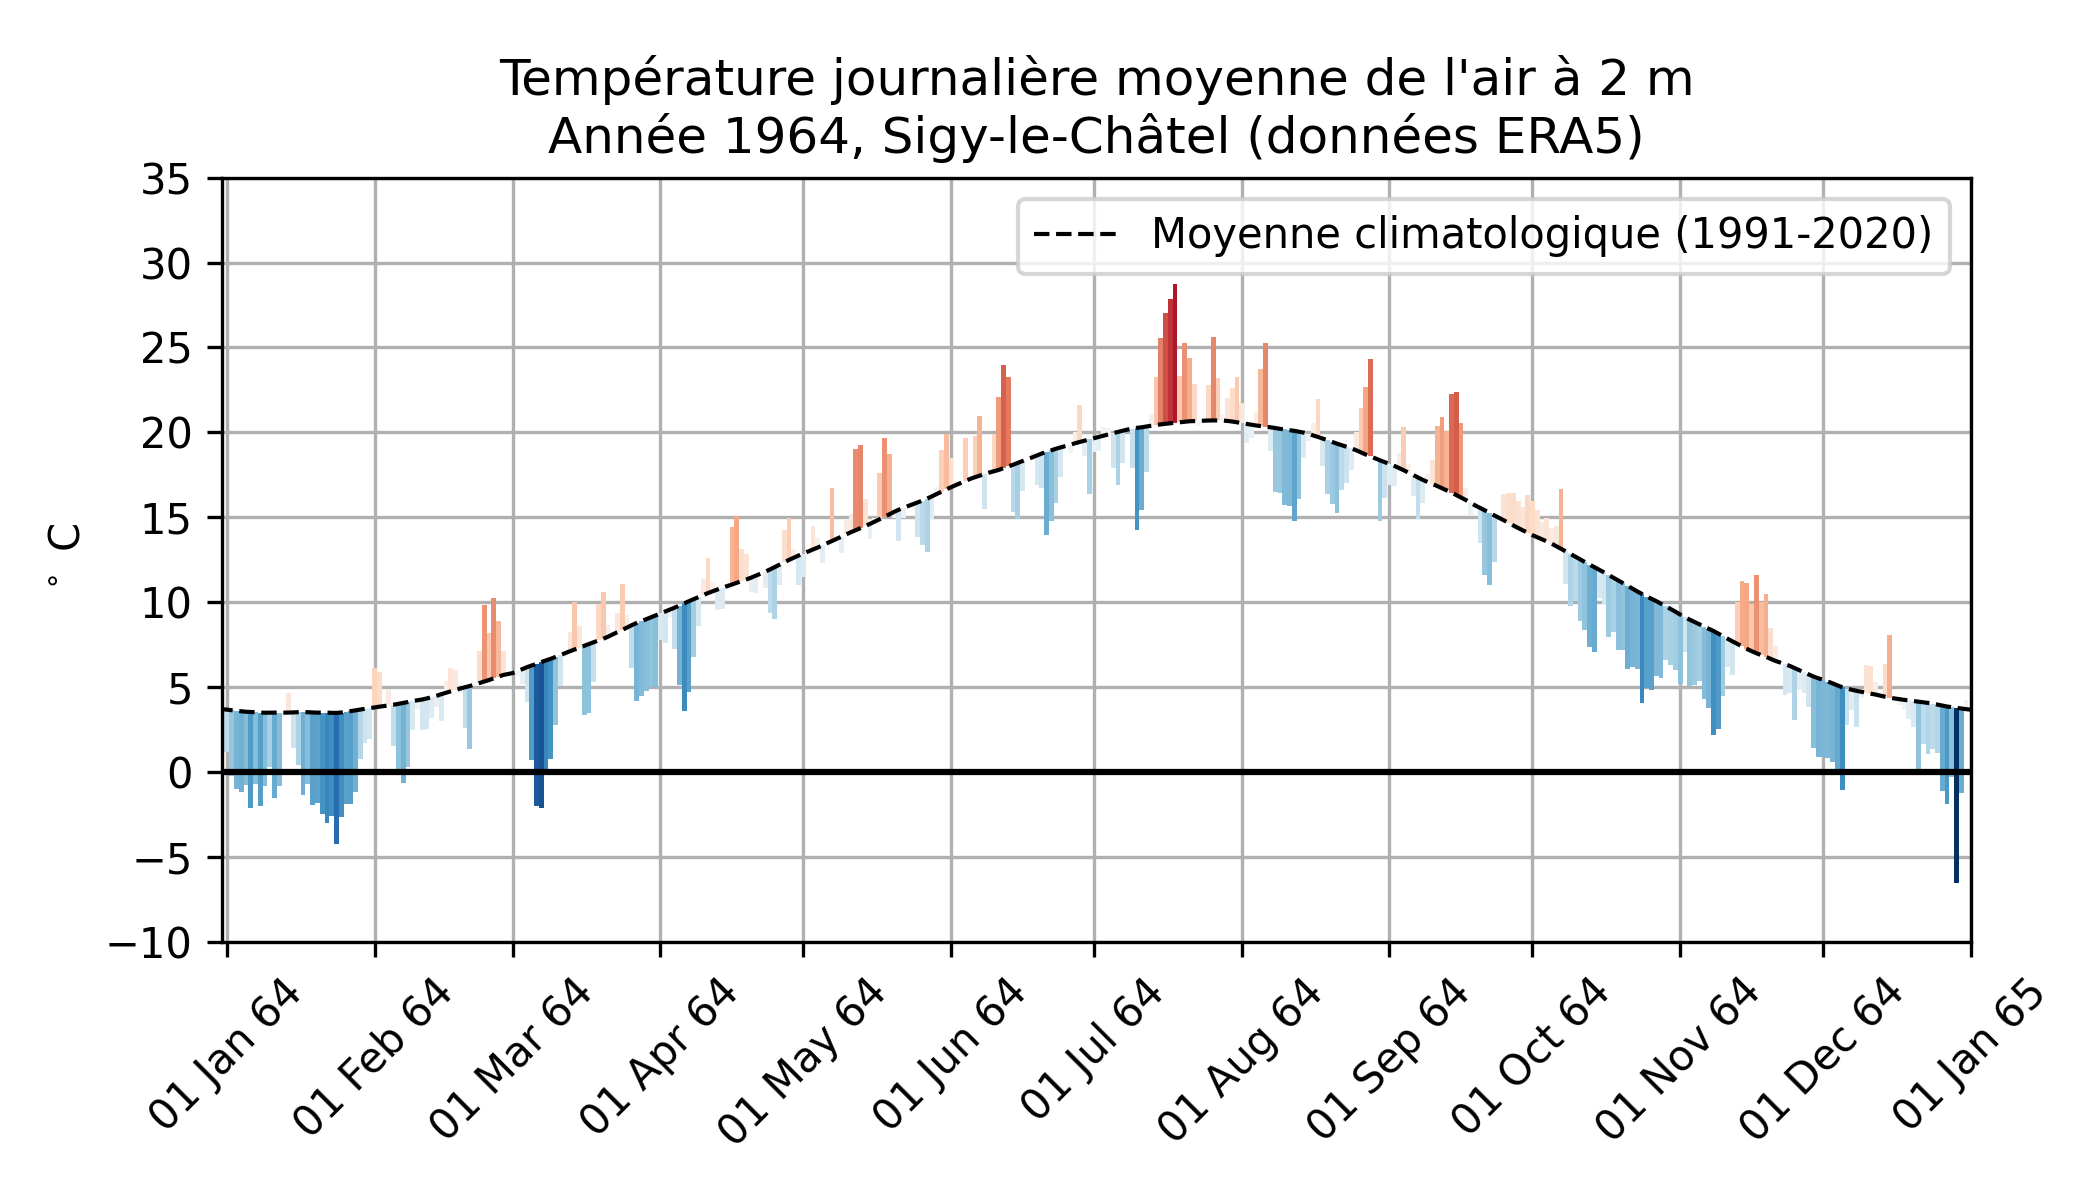 Température journalière moyenne de l'air à 2 m
Année 1964, Sigy-le-Châtel (données ERA5)
Moyenne climatologique (1991-2020)
35
30
25
20
15
10
5
0
−5
−10
° C
01 Jan 64
01 Feb 64
01 Mar 64
01 Apr 64
01 May 64
01 Jun 64
01 Jul 64
01 Aug 64
01 Sep 64
01 Oct 64
01 Nov 64
01 Dec 64
01 Jan 65